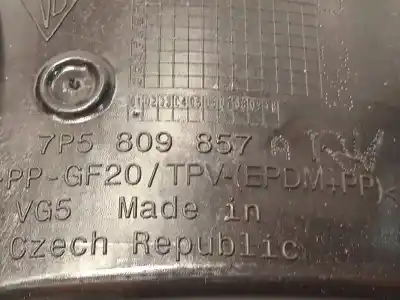 7P5 809 857 A
>PP-GF20/TPV-(EPDM+PP)<
VG5 Made in
Czech Republic